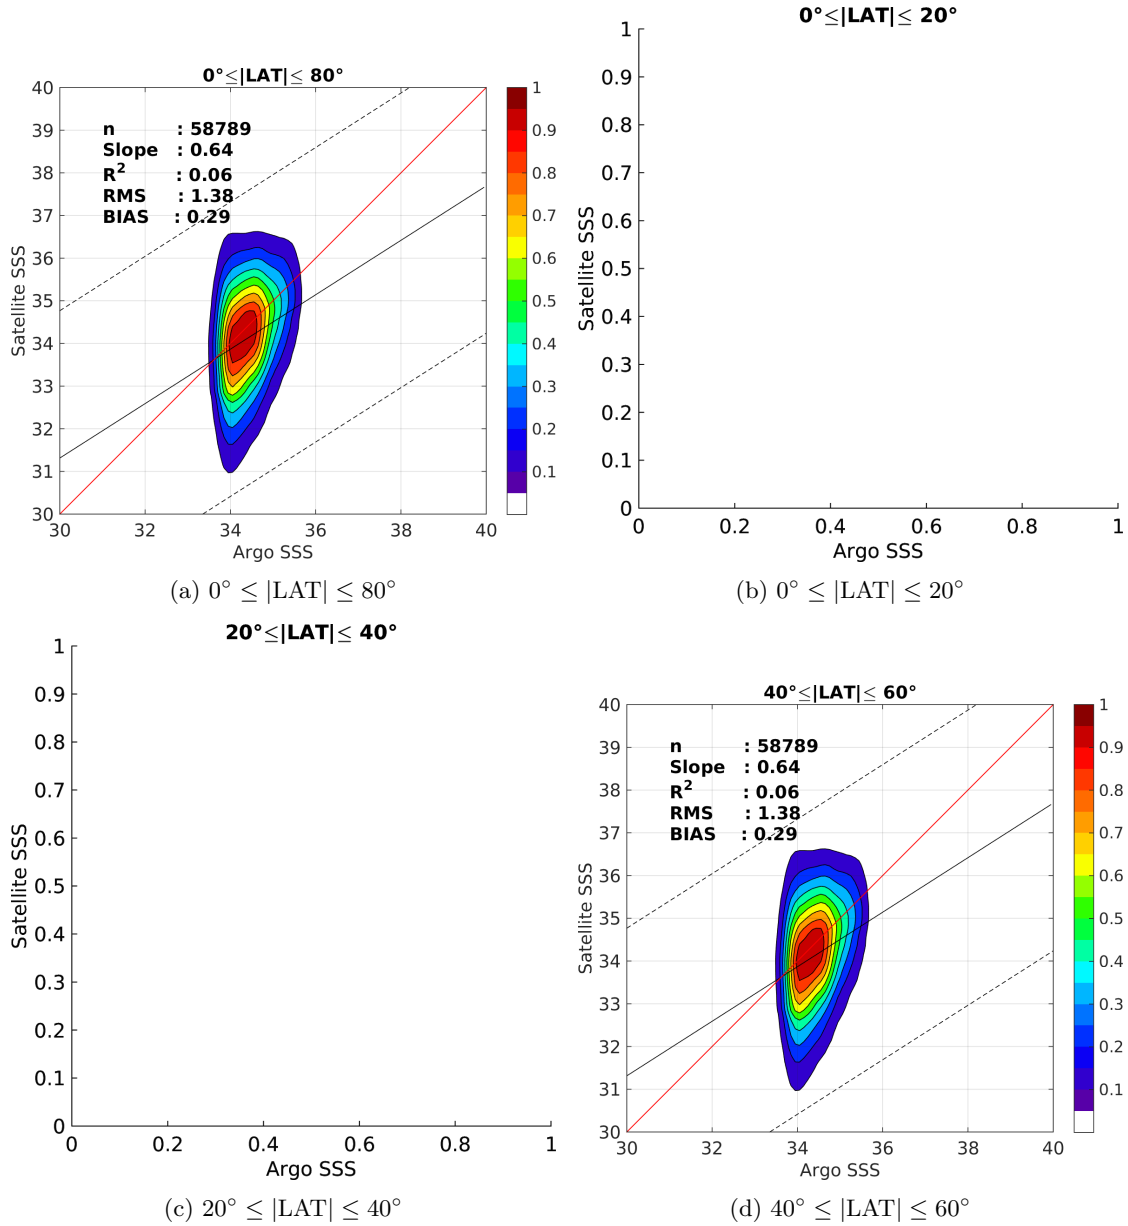 0°≤|LAT|≤ 80°
40
39
38
37
36
35
34
33
32
31
30
Satellite SSS
n : 58789
Slope : 0.64
R² : 0.06
RMS : 1.38
BIAS : 0.29
30 32 34 36 38 40
Argo SSS
1
0.9
0.8
0.7
0.6
0.5
0.4
0.3
0.2
0.1
(a) 0° ≤ |LAT| ≤ 80°
0°≤|LAT|≤ 20°
1
0.9
0.8
0.7
0.6
0.5
0.4
0.3
0.2
0.1
0
Satellite SSS
0 0.2 0.4 0.6 0.8 1
Argo SSS
(b) 0° ≤ |LAT| ≤ 20°
20°≤|LAT|≤ 40°
1
0.9
0.8
0.7
0.6
0.5
0.4
0.3
0.2
0.1
0
Satellite SSS
0 0.2 0.4 0.6 0.8 1
Argo SSS
(c) 20° ≤ |LAT| ≤ 40°
40°≤|LAT|≤ 60°
40
39
38
37
36
35
34
33
32
31
30
Satellite SSS
n : 58789
Slope : 0.64
R² : 0.06
RMS : 1.38
BIAS : 0.29
30 32 34 36 38 40
Argo SSS
1
0.9
0.8
0.7
0.6
0.5
0.4
0.3
0.2
0.1
(d) 40° ≤ |LAT| ≤ 60°